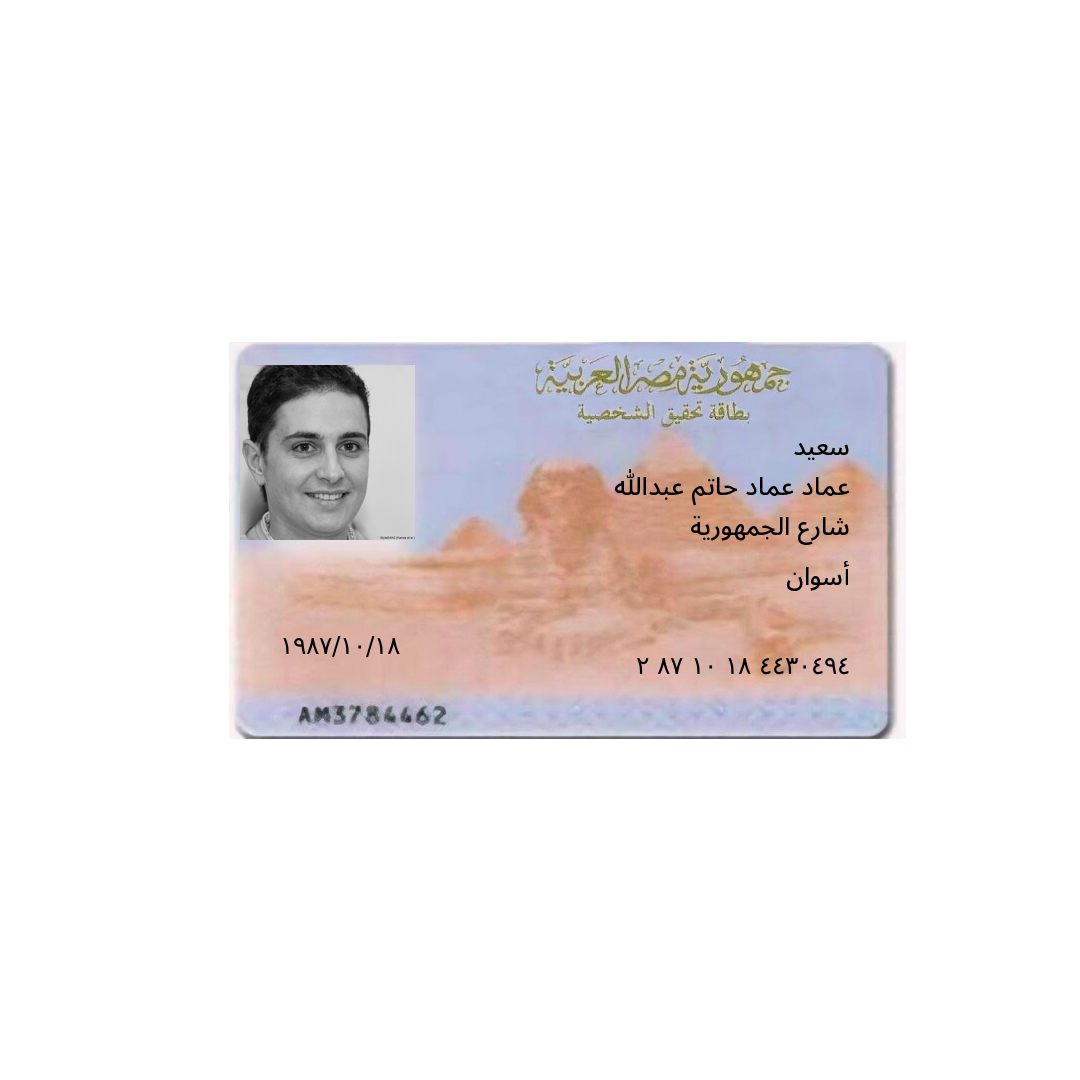 جمهورية مصر العربية
بطاقة تحقيق الشخصية
سعيد
عماد عماد حاتم عبدالله
شارع الجمهورية
أسوان
١٩٨٧/١٠/١٨
٢ ٨٧ ١٠ ١٨ ٤٤٣٠٤٩٤
AM3784462